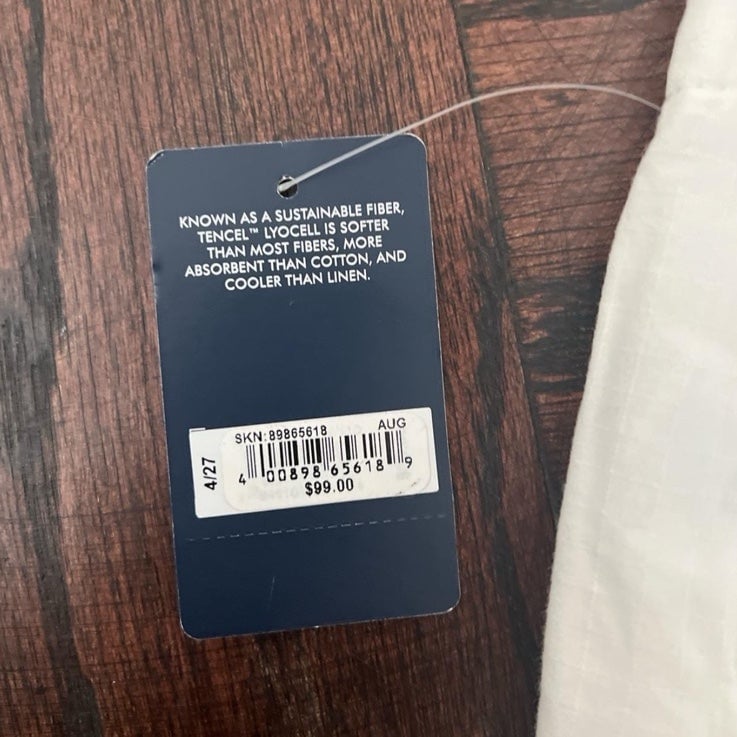 KNOWN AS A SUSTAINABLE FIBER,
TENCEL™ LYOCELL IS SOFTER
THAN MOST FIBERS, MORE
ABSORBENT THAN COTTON, AND
COOLER THAN LINEN.
SKN:89865618 AUG
4/27
4 00898 65618 9
$99.00